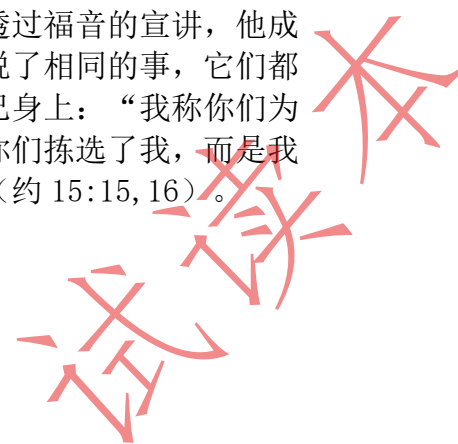 透过福音的宣讲，他成
说了相同的事，它们都
己身上：“我称你们为
你们拣选了我，而是我
（约 15:15,16）。
试读本